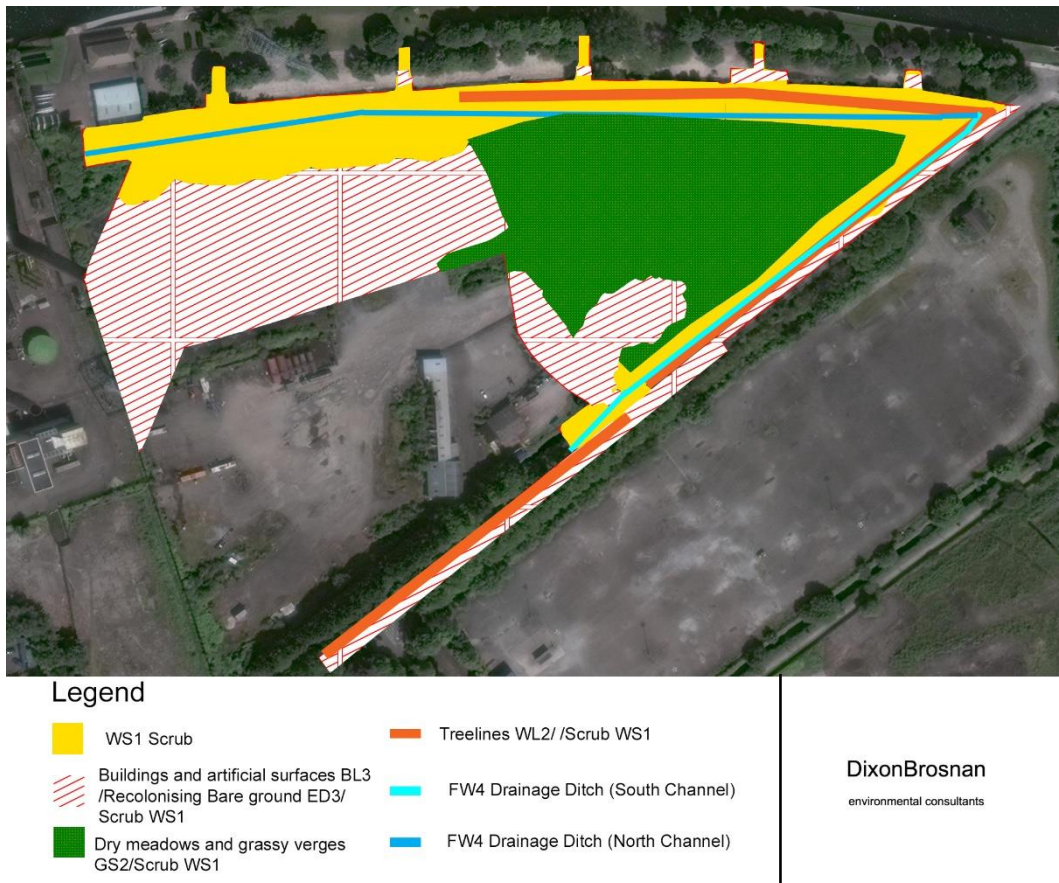 Legend
WS1 Scrub
Buildings and artificial surfaces BL3
/Recolonising Bare ground ED3/
Scrub WS1
Dry meadows and grassy verges
GS2/Scrub WS1
Treelines WL2/ /Scrub WS1
FW4 Drainage Ditch (South Channel)
FW4 Drainage Ditch (North Channel)
DixonBrosnan
environmental consultants